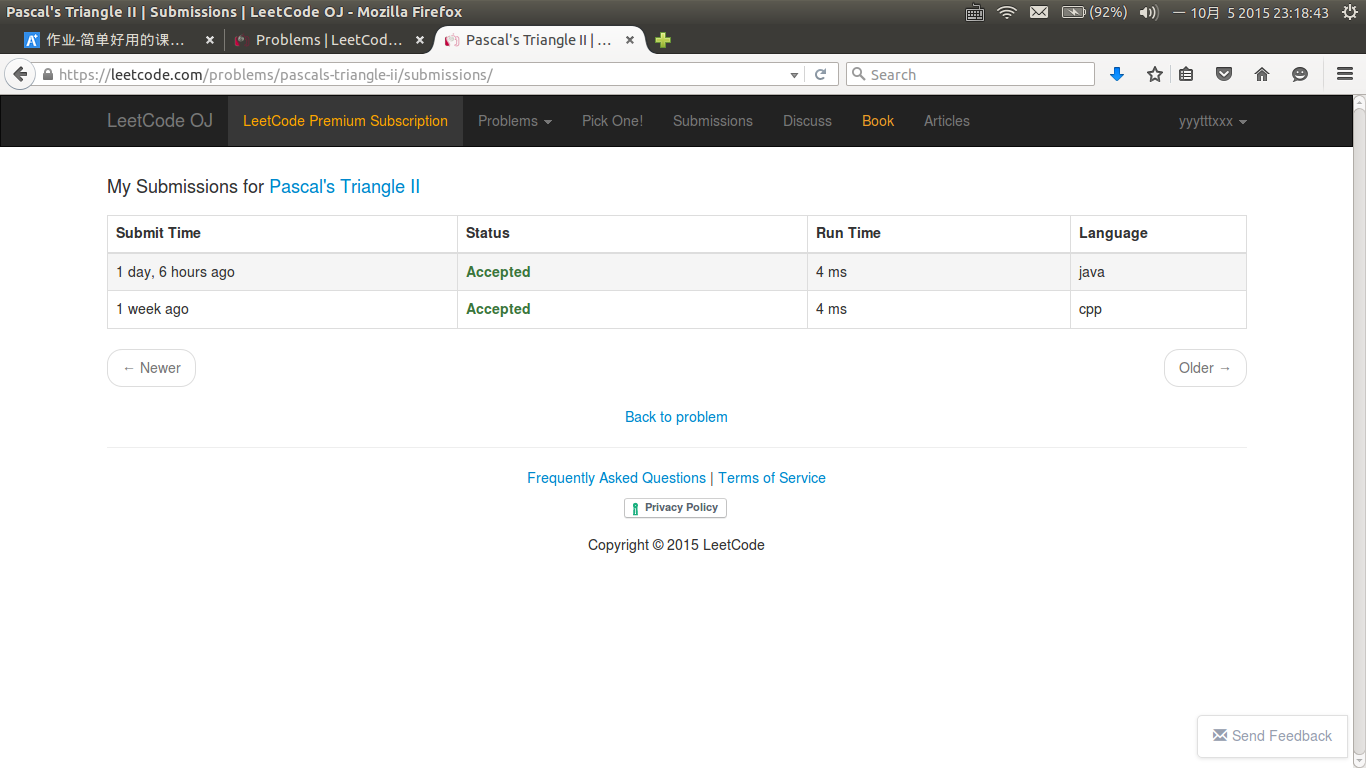 Pascal's Triangle II | Submissions | LeetCode OJ - Mozilla Firefox (92%) 一 10月 5 2015 23:18:43
作业-简单好用的课... Problems | LeetCod... Pascal's Triangle II | ...
https://leetcode.com/problems/pascals-triangle-ii/submissions/ Search
LeetCode OJ LeetCode Premium Subscription Problems Pick One! Submissions Discuss Book Articles yyytttxxx
My Submissions for Pascal's Triangle II
Submit Time Status Run Time Language
1 day, 6 hours ago Accepted 4 ms java
1 week ago Accepted 4 ms cpp
← Newer Older →
Back to problem
Frequently Asked Questions | Terms of Service
Privacy Policy
Copyright © 2015 LeetCode
Send Feedback